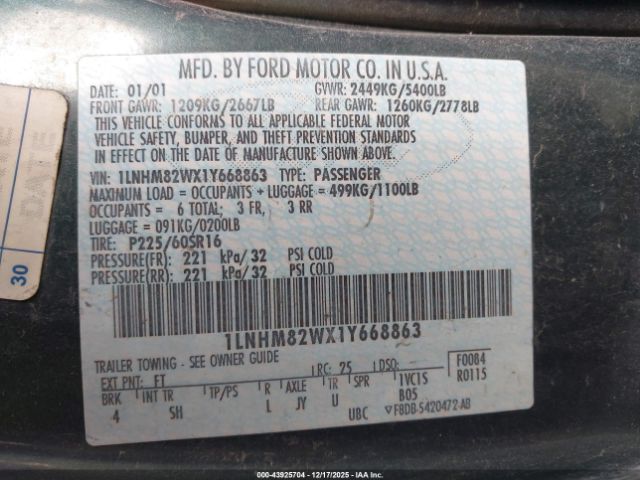 MFD. BY FORD MOTOR CO. IN U.S.A.
DATE: 01/01 GVWR: 2449KG/5400LB
FRONT GAWR: 1209KG/2667LB REAR GAWR: 1260KG/2778LB
THIS VEHICLE CONFORMS TO ALL APPLICABLE FEDERAL MOTOR
VEHICLE SAFETY, BUMPER, AND THEFT PREVENTION STANDARDS
IN EFFECT ON THE DATE OF MANUFACTURE SHOWN ABOVE.
VIN: 1LNHM82WX1Y668863 TYPE: PASSENGER
MAXIMUM LOAD = OCCUPANTS + LUGGAGE = 499KG/1100LB
OCCUPANTS = 6 TOTAL; 3 FR, 3 RR
LUGGAGE = 091KG/0200LB
TIRE: P225/60SR16
PRESSURE(FR) = 221 kPa/ 32 PSI COLD
PRESSURE(RR) = 221 kPa/ 32 PSI COLD
1LNHM82WX1Y668863
TRAILER TOWING - SEE OWNER GUIDE
EXT PNT: FT RC: 75 DSO: F0084
BRK INT TR TP/PS R AXLE TR SPR 1VC1S R0115
4 SH L JY U B05
UBC ▽F8DB-5420472-AB
DATE
30
000-43925704 - 12/17/2025 - IAA Inc.